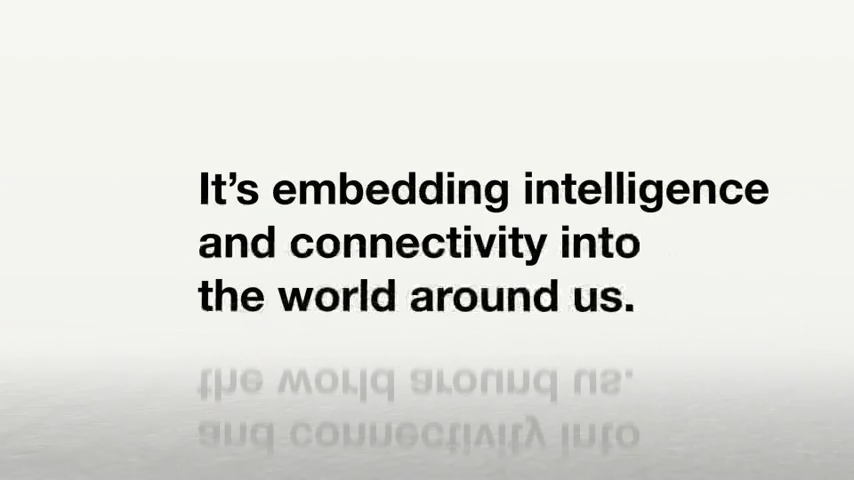 It’s embedding intelligence
and connectivity into
the world around us.